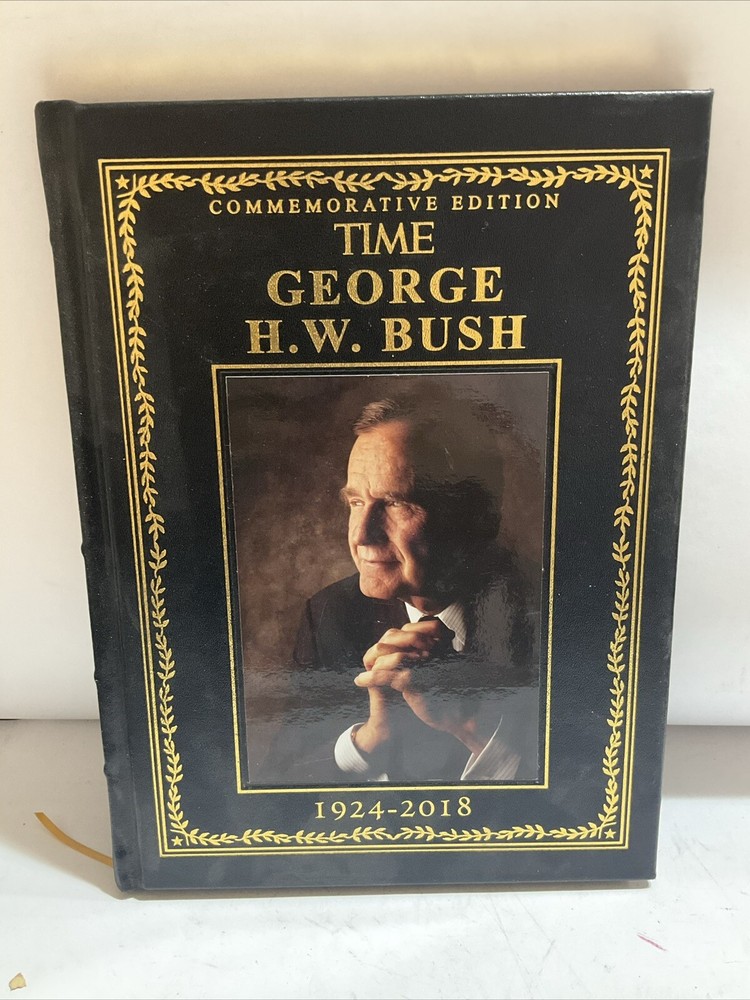 COMMEMORATIVE EDITION
TIME
GEORGE
H.W. BUSH
1924-2018